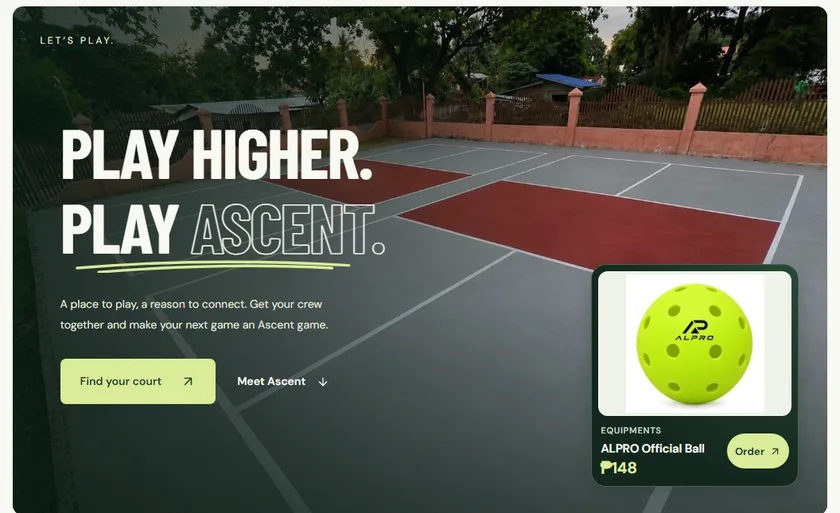 LET'S PLAY.
PLAY HIGHER.
PLAY ASCENT.
A place to play, a reason to connect. Get your crew
together and make your next game an Ascent game.
Find your court
Meet Ascent
ALPRO
EQUIPMENTS
ALPRO Official Ball
₱148
Order